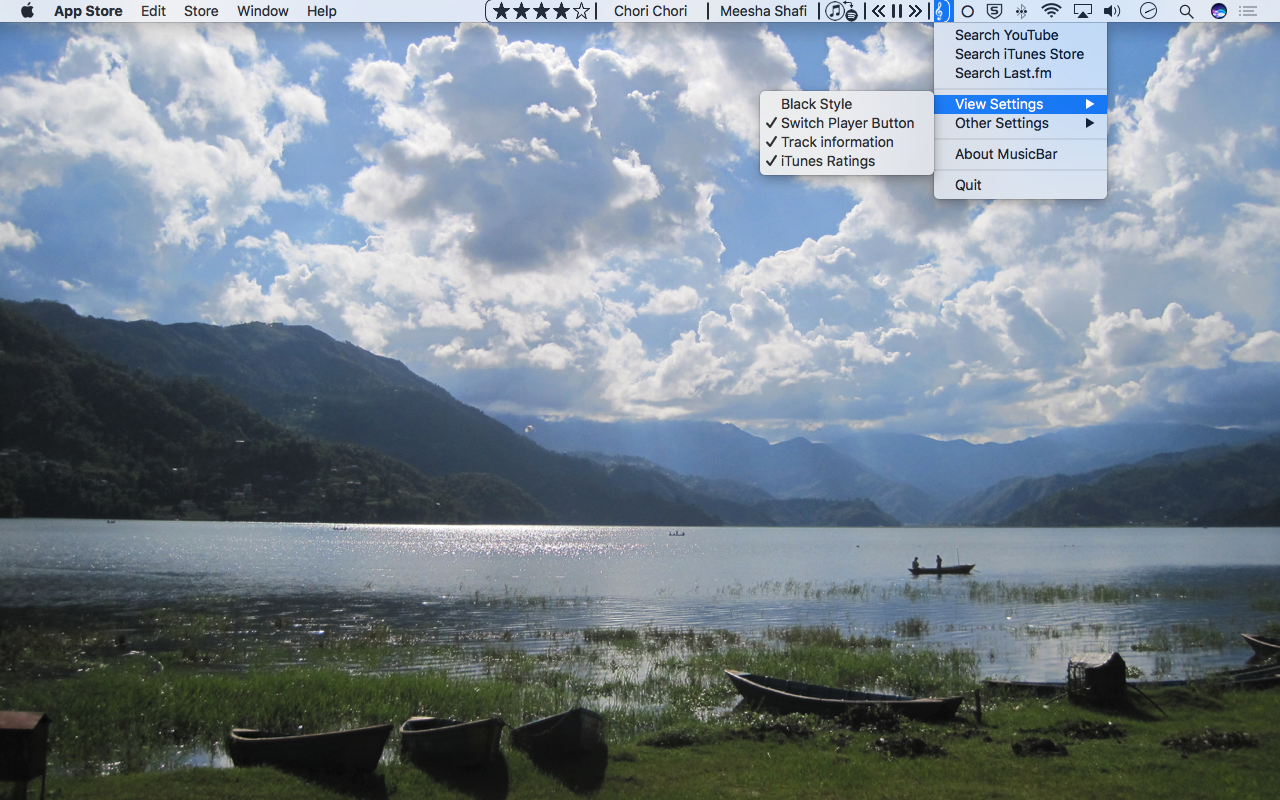 App Store Edit Store Window Help Chori Chori Meesha Shafi
Search YouTube
Search iTunes Store
Search Last.fm
View Settings
Other Settings
About MusicBar
Quit
Black Style
Switch Player Button
Track information
iTunes Ratings